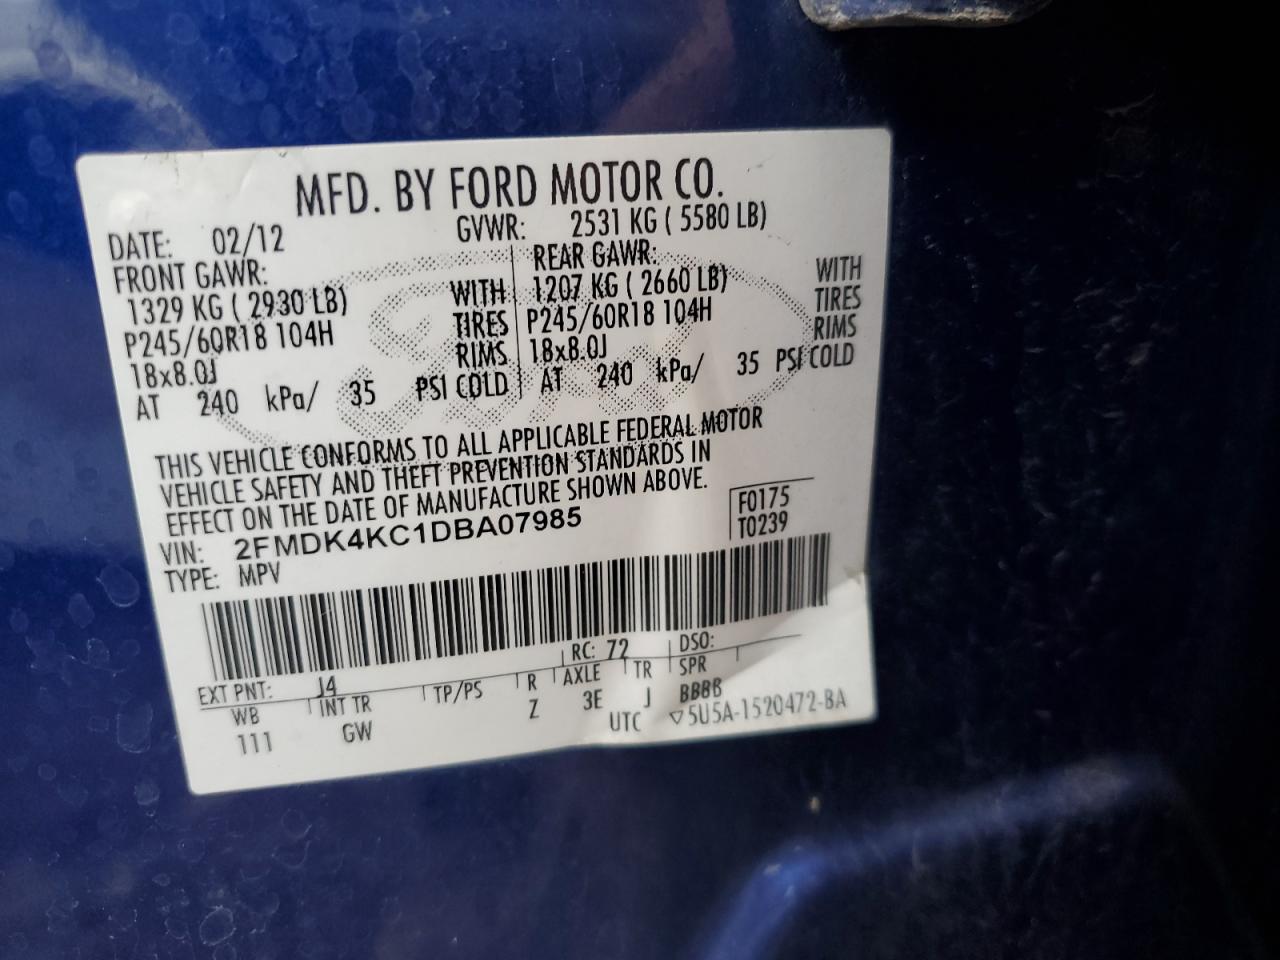 MFD. BY FORD MOTOR CO.
DATE: 02/12 GVWR: 2531 KG ( 5580 LB)
FRONT GAWR: REAR GAWR:
1329 KG ( 2930 LB) WITH 1207 KG ( 2660 LB) WITH
P245/60R18 104H TIRES P245/60R18 104H TIRES
18x8.0J RIMS 18x8.0J RIMS
AT 240 kPa/ 35 PSI COLD AT 240 kPa/ 35 PSI COLD
THIS VEHICLE CONFORMS TO ALL APPLICABLE FEDERAL MOTOR
VEHICLE SAFETY AND THEFT PREVENTION STANDARDS IN
EFFECT ON THE DATE OF MANUFACTURE SHOWN ABOVE.
F0175
VIN: 2FMDK4KC1DBA07985 T0239
TYPE: MPV
EXT PNT: J4 RC: 72 DSO:
WB INT TR TP/PS R AXLE TR SPR
111 GW Z 3E J BBBB
UTC ▽5U5A-1520472-BA
Ford